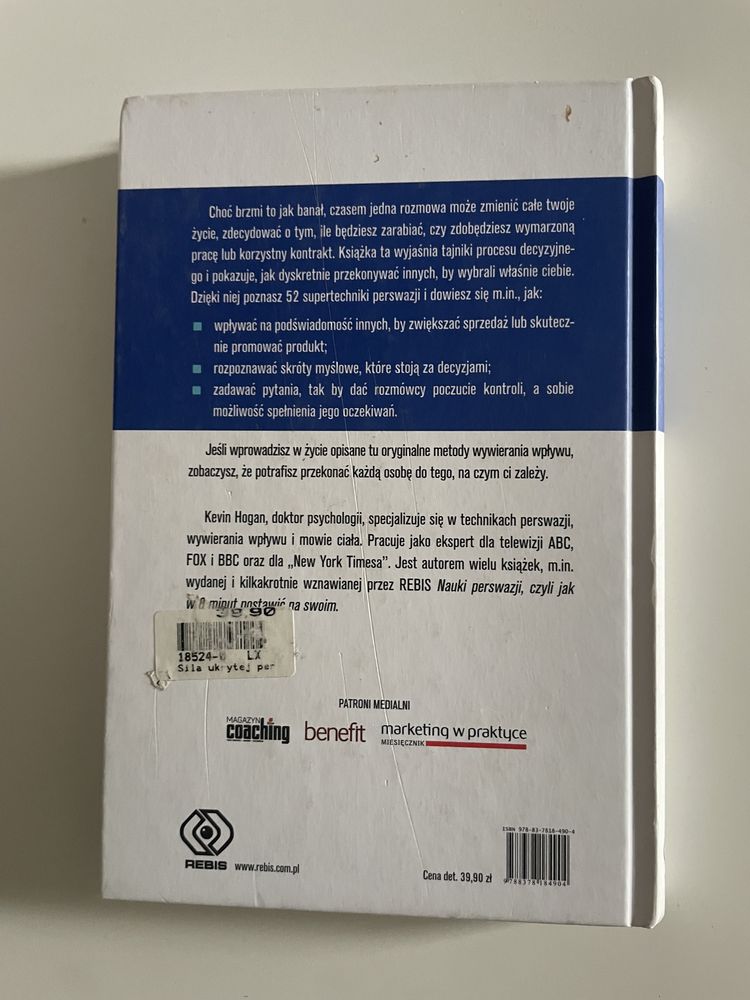 Choć brzmi to jak banał, czasem jedna rozmowa może zmienić całe twoje
życie, zdecydować o tym, ile będziesz zarabiać, czy zdobędziesz wymarzoną
pracę lub korzystny kontrakt. Książka ta wyjaśnia tajniki procesu decyzyjne-
go i pokazuje, jak dyskretnie przekonywać innych, by wybrali właśnie ciebie.
Dzięki niej poznasz 52 supertechniki perswazji i dowiesz się m.in., jak:
wpływać na podświadomość innych, by zwiększać sprzedaż lub skutecz-
nie promować produkt;
rozpoznawać skróty myślowe, które stoją za decyzjami;
zadawać pytania, tak by dać rozmówcy poczucie kontroli, a sobie
możliwość spełnienia jego oczekiwań.
Jeśli wprowadzisz w życie opisane tu oryginalne metody wywierania wpływu,
zobaczysz, że potrafisz przekonać każdą osobę do tego, na czym ci zależy.
Kevin Hogan, doktor psychologii, specjalizuje się w technikach perswazji,
wywierania wpływu i mowie ciała. Pracuje jako ekspert dla telewizji ABC,
FOX i BBC oraz dla „New York Timesa”. Jest autorem wielu książek, m.in.
wydanej i kilkakrotnie wznawianej przez REBIS Nauki perswazji, czyli jak
w 8 minut postawić na swoim.
39.90
18524- LX
Sila ukrytej per
PATRONI MEDIALNI
MAGAZYN
coaching
benefit
marketing w praktyce
MIESIĘCZNIK
REBIS
www.rebis.com.pl
Cena det. 39,90 zł
ISBN 978-83-7818-490-4
9 788378 184904